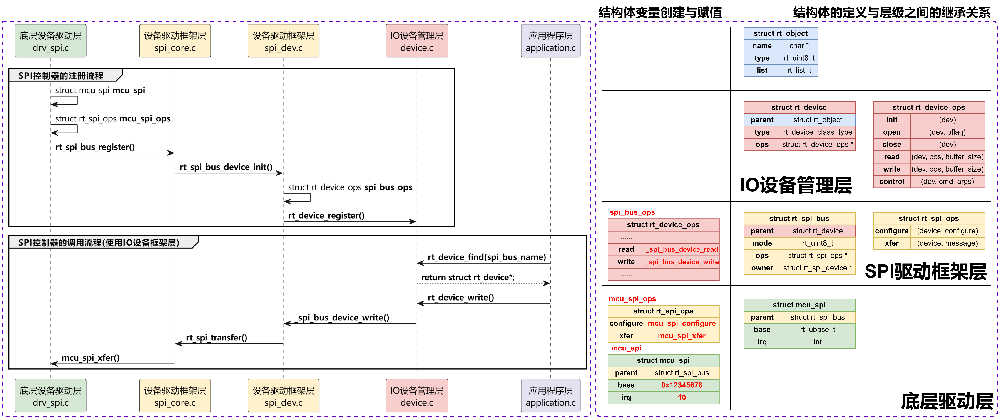 结构体变量创建与赋值
结构体的定义与层级之间的继承关系
底层设备驱动层
drv_spi.c
设备驱动框架层
spi_core.c
设备驱动框架层
spi_dev.c
IO设备管理层
device.c
应用程序层
application.c
SPI控制器的注册流程
struct mcu_spi mcu_spi
struct rt_spi_ops mcu_spi_ops
rt_spi_bus_register()
rt_spi_bus_device_init()
struct rt_device_ops spi_bus_ops
rt_device_register()
SPI控制器的调用流程(使用IO设备框架层)
rt_device_find(spi_bus_name)
return struct rt_device*;
rt_device_write()
_spi_bus_device_write()
rt_spi_transfer()
mcu_spi_xfer()
底层设备驱动层
drv_spi.c
设备驱动框架层
spi_core.c
设备驱动框架层
spi_dev.c
IO设备管理层
device.c
应用程序层
application.c
struct rt_object
name char *
type rt_uint8_t
list rt_list_t
struct rt_device
parent struct rt_object
type rt_device_class_type
ops struct rt_device_ops *
struct rt_device_ops
init (dev)
open (dev, oflag)
close (dev)
read (dev, pos, buffer, size)
write (dev, pos, buffer, size)
control (dev, cmd, args)
IO设备管理层
spi_bus_ops
struct rt_device_ops
...... ......
read _spi_bus_device_read
write _spi_bus_device_write
...... ......
struct rt_spi_bus
parent struct rt_device
mode rt_uint8_t
ops struct rt_spi_ops *
owner struct rt_spi_device *
struct rt_spi_ops
configure (device, configure)
xfer (device, message)
SPI驱动框架层
mcu_spi_ops
struct rt_spi_ops
configure mcu_spi_configure
xfer mcu_spi_xfer
mcu_spi
struct mcu_spi
parent struct rt_spi_bus
base 0x12345678
irq 10
struct mcu_spi
parent struct rt_spi_bus
base rt_ubase_t
irq int
底层驱动层